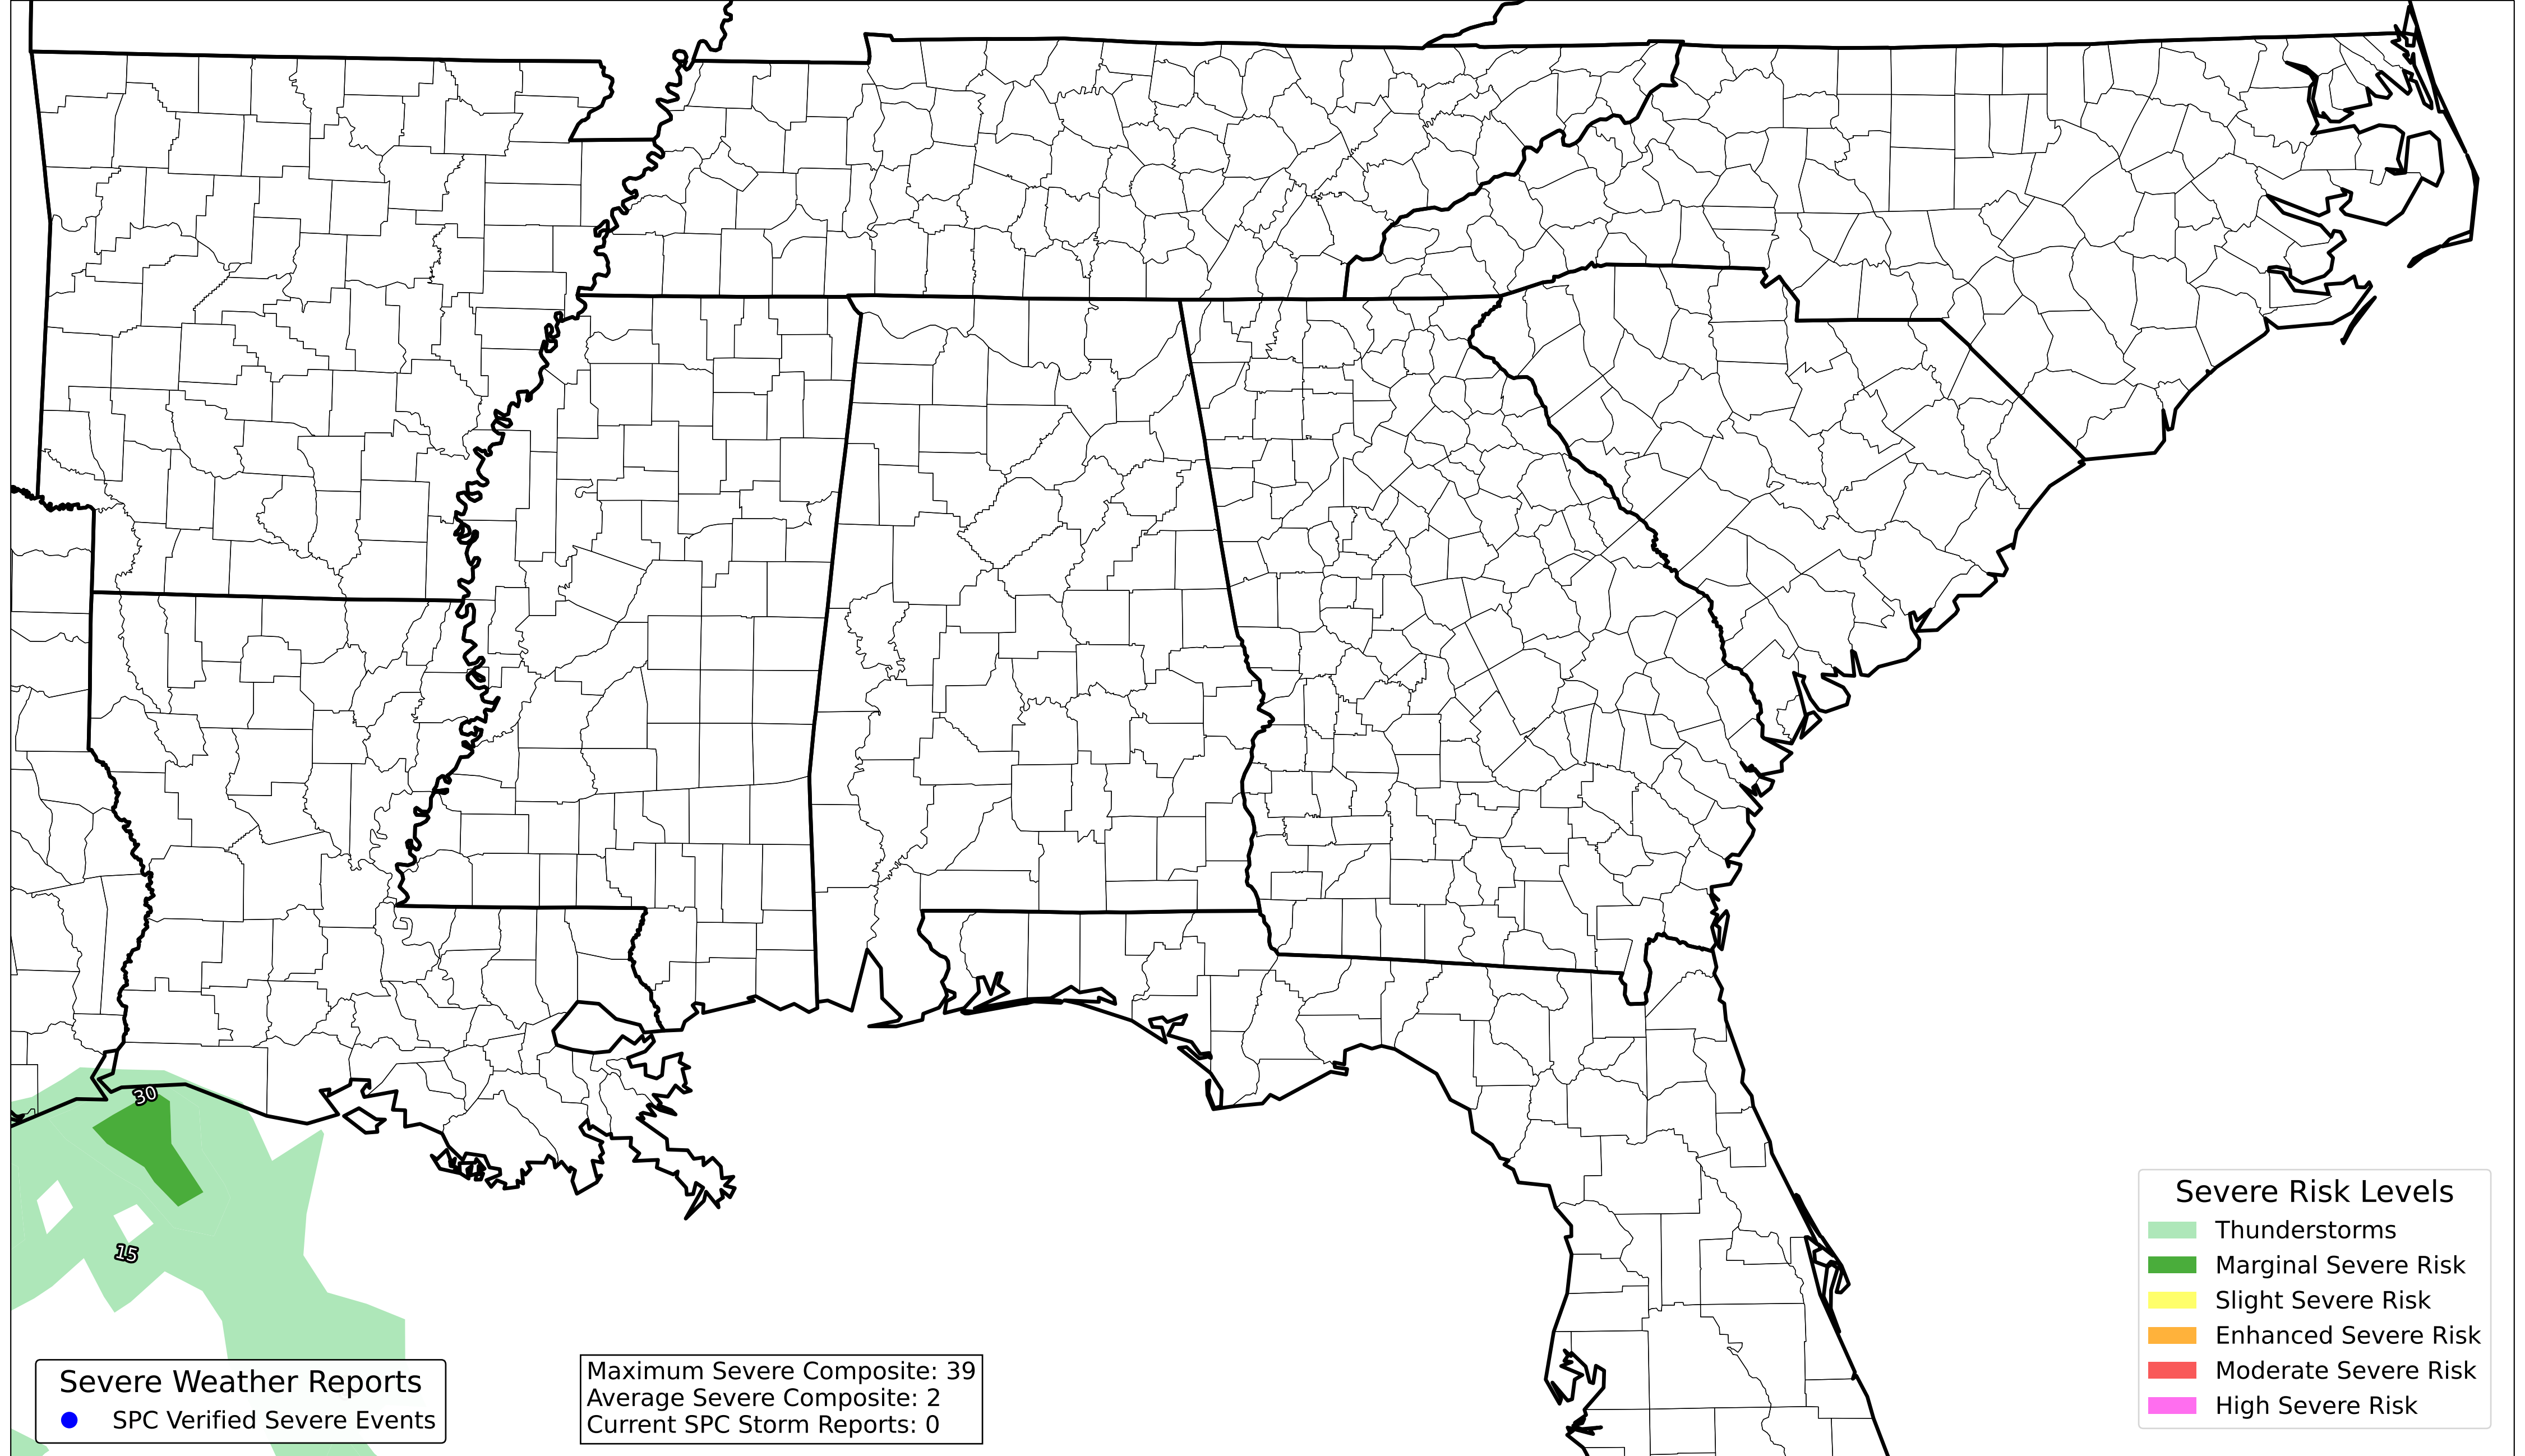 30
15
Severe Weather Reports
SPC Verified Severe Events
Maximum Severe Composite: 39
Average Severe Composite: 2
Current SPC Storm Reports: 0
Severe Risk Levels
Thunderstorms
Marginal Severe Risk
Slight Severe Risk
Enhanced Severe Risk
Moderate Severe Risk
High Severe Risk